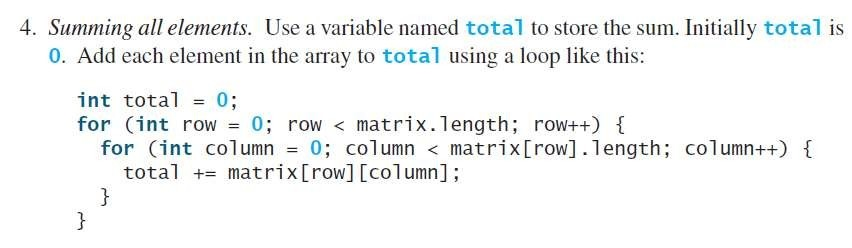 4. Summing all elements. Use a variable named total to store the sum. Initially total is
0. Add each element in the array to total using a loop like this:
int total = 0;
for (int row = 0; row < matrix.length; row++) {
for (int column = 0; column < matrix[row].length; column++) {
total += matrix[row][column];
}
}